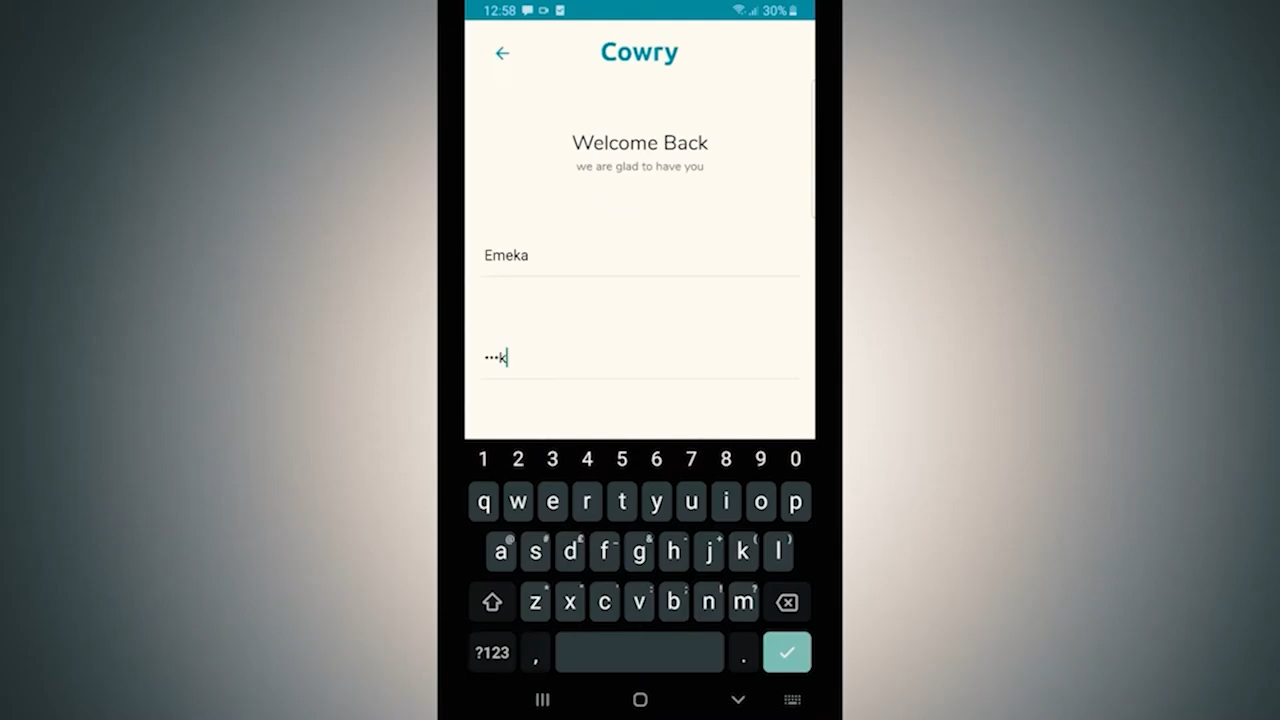 12:58 30%
Cowry
Welcome Back
we are glad to have you
Emeka
•••k
1 2 3 4 5 6 7 8 9 0
q w e r t y u i o p
a s d f g h j k l
z x c v b n m
?123 , .